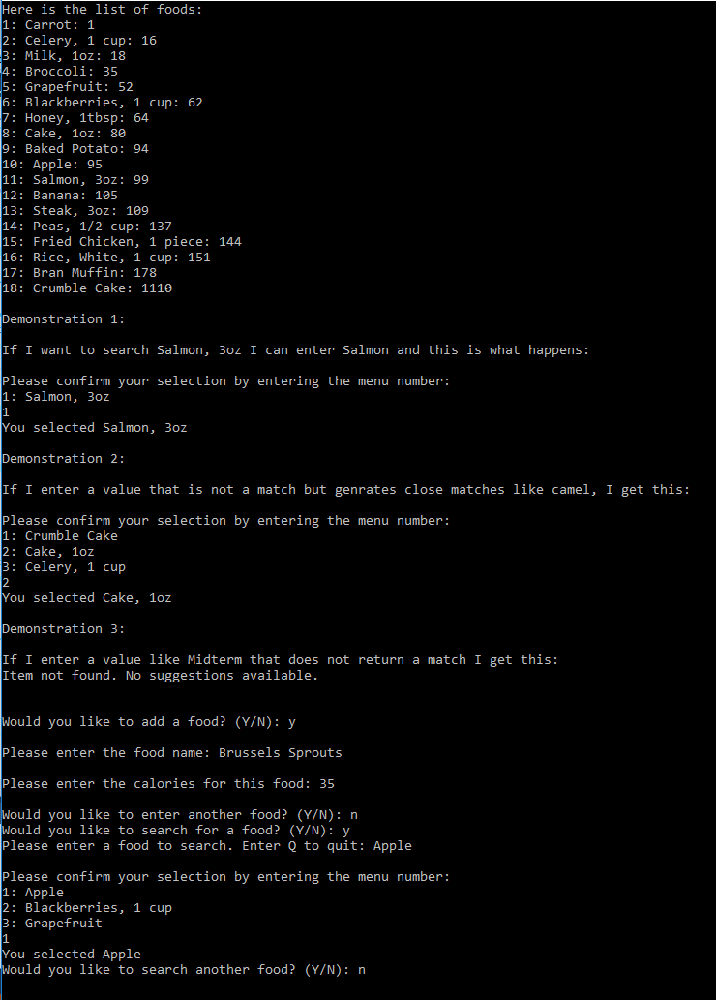 Here is the list of foods:
1: Carrot: 1
2: Celery, 1 cup: 16
3: Milk, 1oz: 18
4: Broccoli: 35
5: Grapefruit: 52
6: Blackberries, 1 cup: 62
7: Honey, 1tbsp: 64
8: Cake, 1oz: 80
9: Baked Potato: 94
10: Apple: 95
11: Salmon, 3oz: 99
12: Banana: 105
13: Steak, 3oz: 109
14: Peas, 1/2 cup: 137
15: Fried Chicken, 1 piece: 144
16: Rice, White, 1 cup: 151
17: Bran Muffin: 178
18: Crumble Cake: 1110
Demonstration 1:
If I want to search Salmon, 3oz I can enter Salmon and this is what happens:
Please confirm your selection by entering the menu number:
1: Salmon, 3oz
1
You selected Salmon, 3oz
Demonstration 2:
If I enter a value that is not a match but genrates close matches like camel, I get this:
Please confirm your selection by entering the menu number:
1: Crumble Cake
2: Cake, 1oz
3: Celery, 1 cup
2
You selected Cake, 1oz
Demonstration 3:
If I enter a value like Midterm that does not return a match I get this:
Item not found. No suggestions available.
Would you like to add a food? (Y/N): y
Please enter the food name: Brussels Sprouts
Please enter the calories for this food: 35
Would you like to enter another food? (Y/N): n
Would you like to search for a food? (Y/N): y
Please enter a food to search. Enter Q to quit: Apple
Please confirm your selection by entering the menu number:
1: Apple
2: Blackberries, 1 cup
3: Grapefruit
1
You selected Apple
Would you like to search another food? (Y/N): n